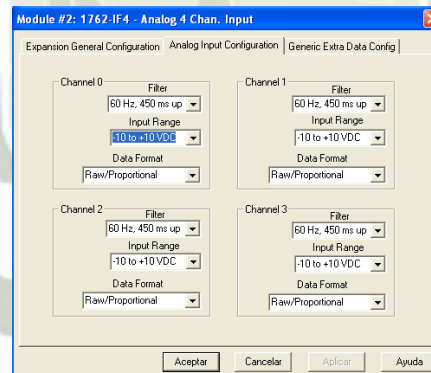 Module #2: 1762-IF4 - Analog 4 Chan. Input
Expansion General Configuration
Analog Input Configuration
Generic Extra Data Config
Channel 0
Filter
60 Hz, 450 ms up
Input Range
-10 to +10 VDC
Data Format
Raw/Proportional
Channel 1
Filter
60 Hz, 450 ms up
Input Range
-10 to +10 VDC
Data Format
Raw/Proportional
Channel 2
Filter
60 Hz, 450 ms up
Input Range
-10 to +10 VDC
Data Format
Raw/Proportional
Channel 3
Filter
60 Hz, 450 ms up
Input Range
-10 to +10 VDC
Data Format
Raw/Proportional
Aceptar
Cancelar
Aplicar
Ayuda